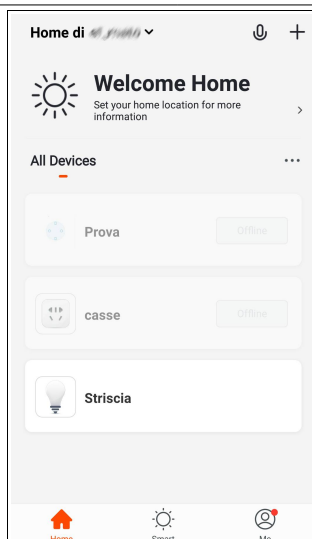 Home di
Welcome Home
Set your home location for more
information
All Devices
Prova
Offline
casse
Offline
Striscia
Home
Smart
Me